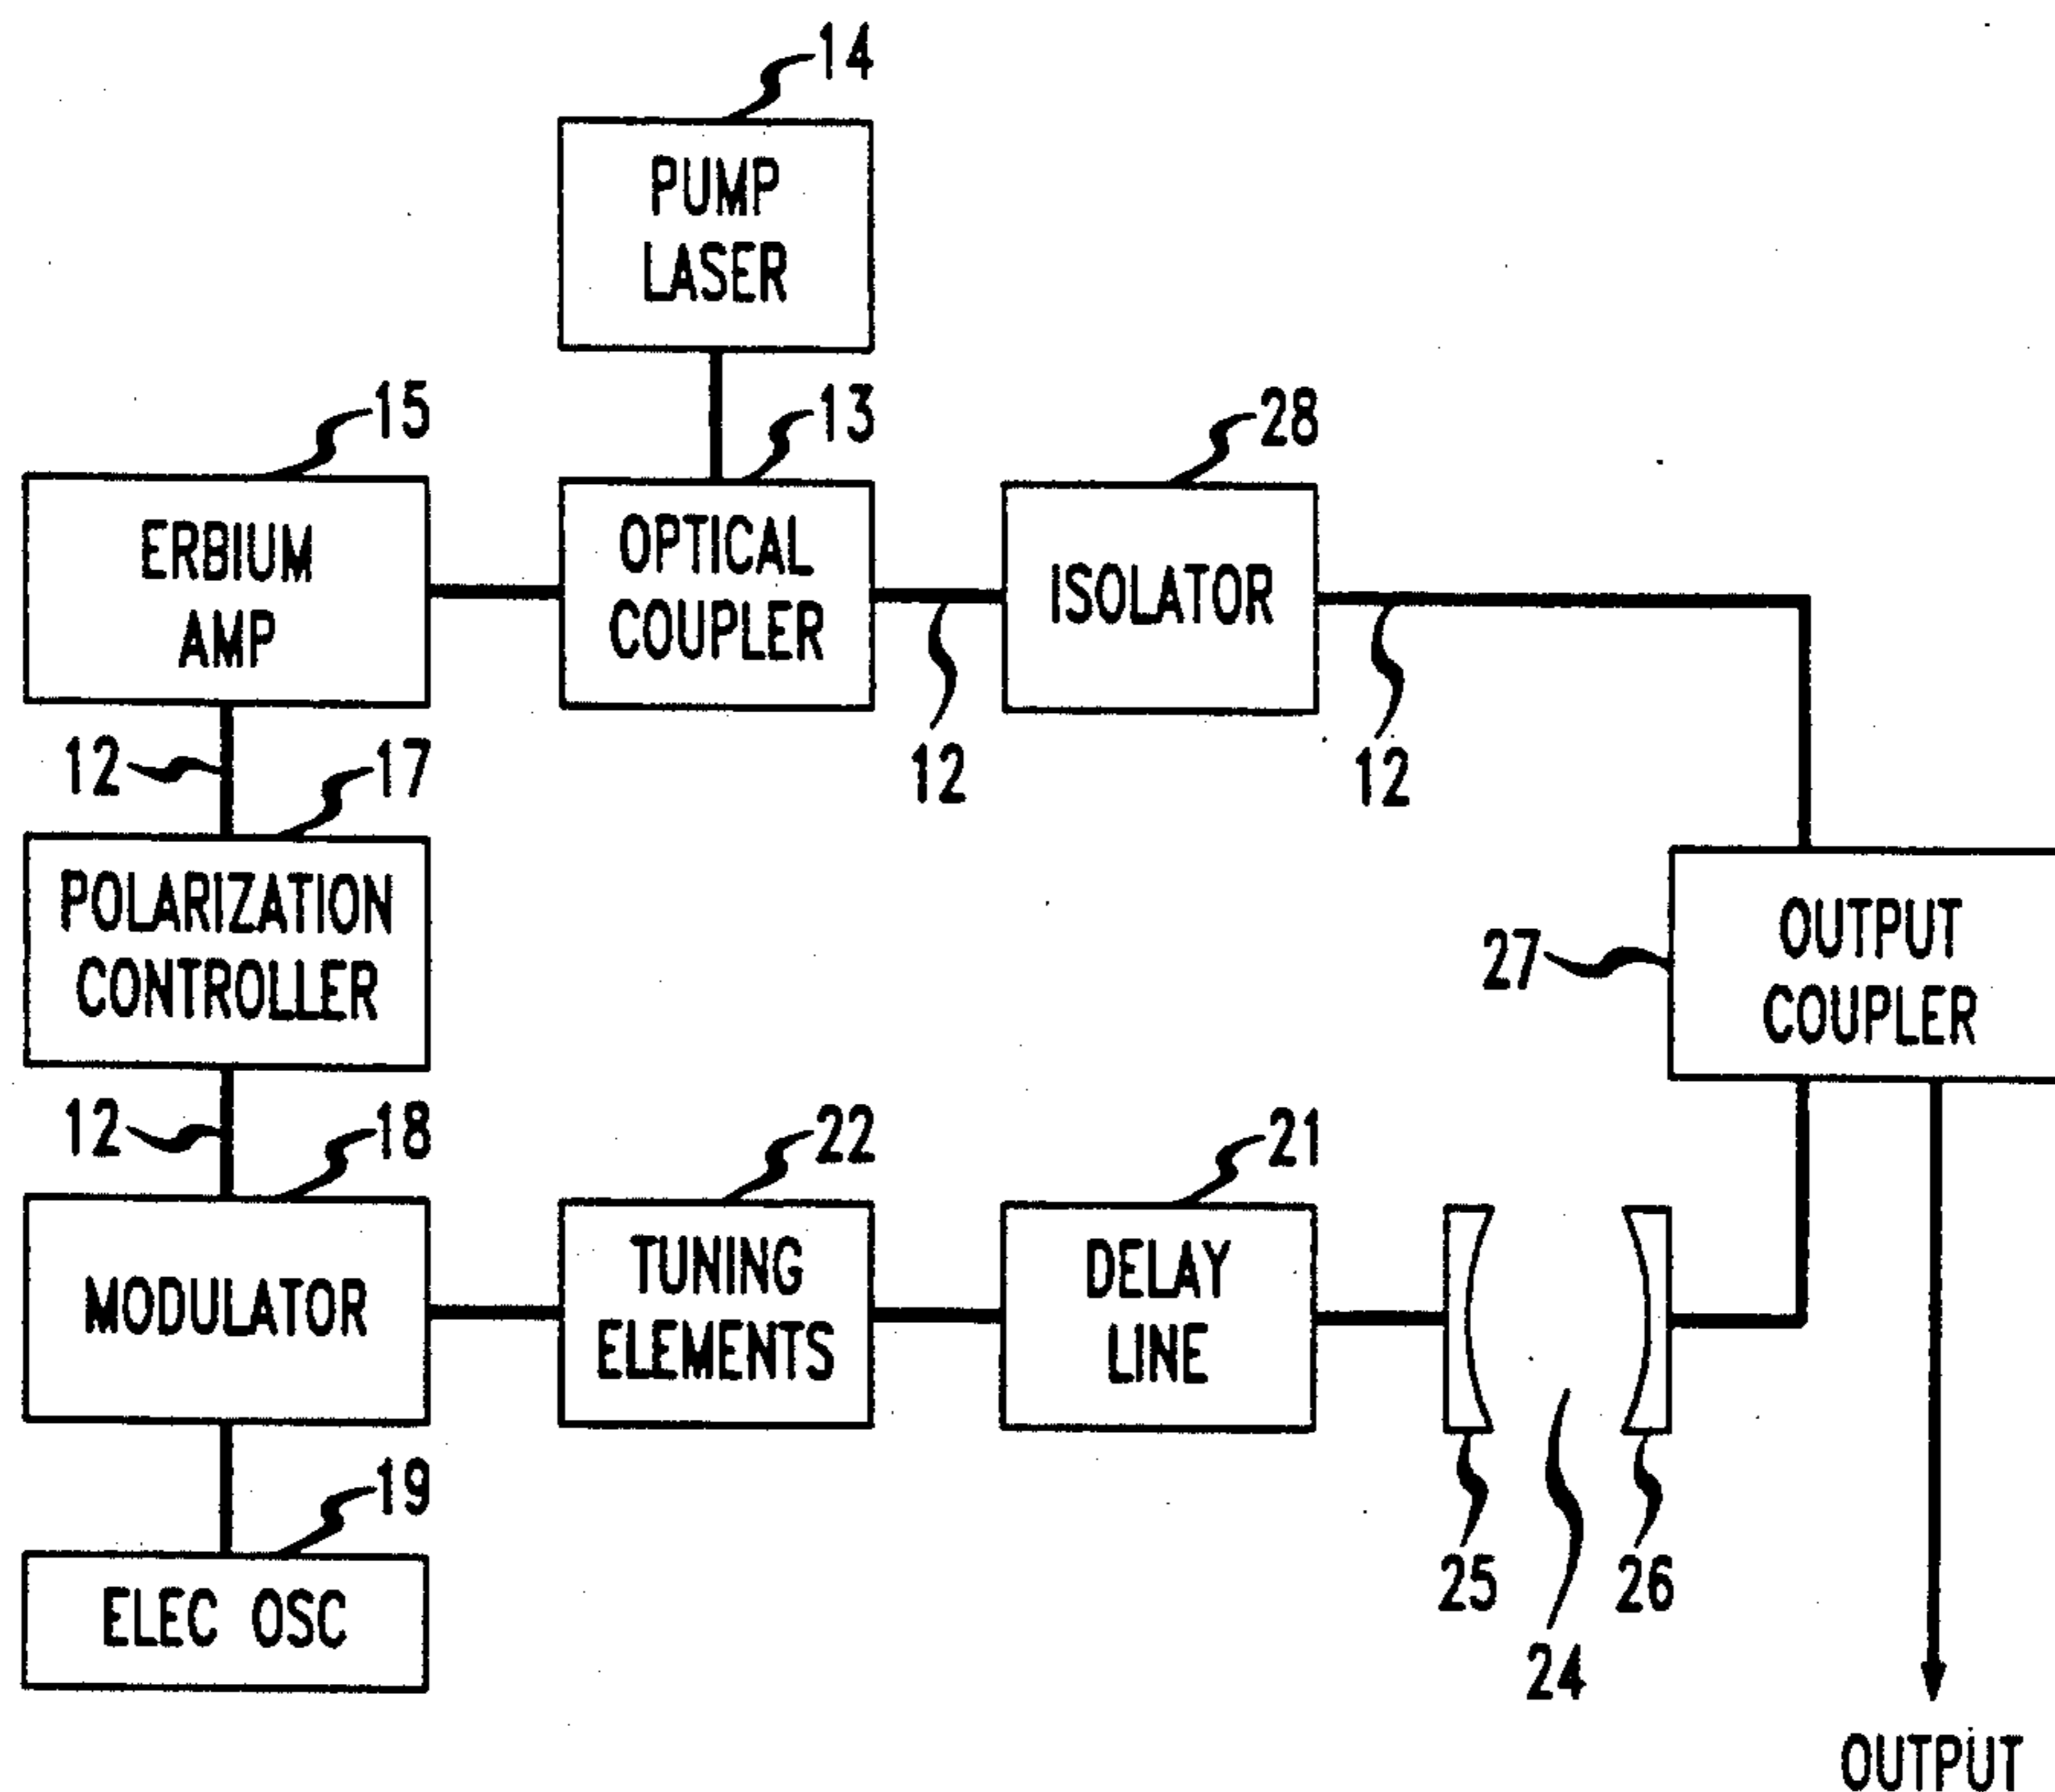 14
PUMP
LASER
15
13
28
ERBIUM
AMP
OPTICAL
COUPLER
ISOLATOR
12
17
12
12
POLARIZATION
CONTROLLER
27
OUTPUT
COUPLER
12
18
22
21
MODULATOR
TUNING
ELEMENTS
DELAY
LINE
19
25
26
ELEC OSC
24
OUTPUT